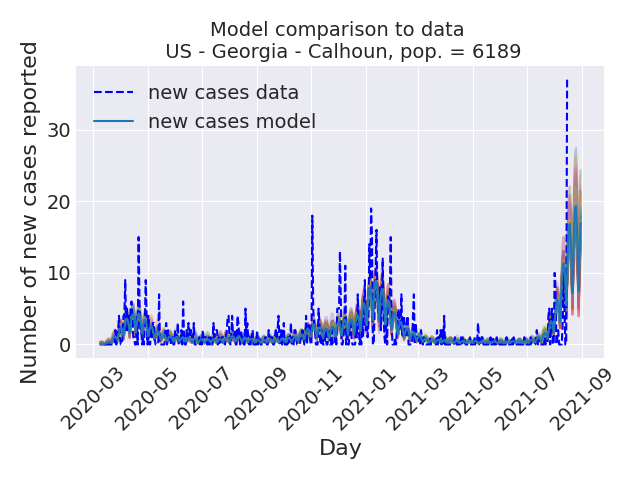 Model comparison to data
US - Georgia - Calhoun, pop. = 6189
Number of new cases reported
new cases data
new cases model
30
20
10
0
2020-03
2020-05
2020-07
2020-09
2020-11
2021-01
2021-03
2021-05
2021-07
2021-09
Day